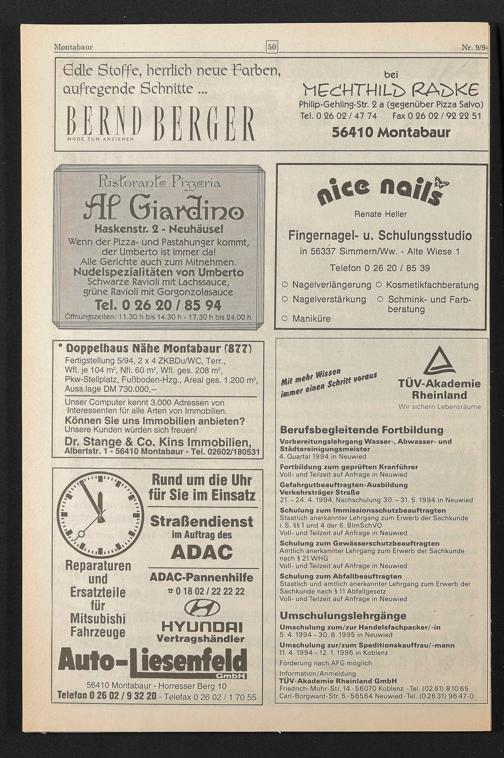 Montabaur
50
Nr. 9/94
Edle Stoffe, herrlich neue Farben,
aufregende Schnitte ...
BERND BERGER
MODE ZUM ANZIEHEN
bei
MECHTHILD RADKE
Philip-Gehling-Str. 2 a (gegenüber Pizza Salvo)
Tel. 0 26 02 / 47 74 Fax 0 26 02 / 92 22 51
56410 Montabaur
Ristorante Pizzeria
Al Giardino
Haskenstr. 2 - Neuhäusel
Wenn der Pizza- und Pastahunger kommt,
der Umberto ist immer da!
Alle Gerichte auch zum Mitnehmen.
Nudelspezialitäten von Umberto
Schwarze Ravioli mit Lachssauce,
grüne Ravioli mit Gorgonzolasauce
Tel. 0 26 20 / 85 94
Öffnungszeiten: 11.30 h bis 14.30 h - 17.30 h bis 24.00 h
nice nails
Renate Heller
Fingernagel- u. Schulungsstudio
in 56337 Simmern/Ww. - Alte Wiese 1
Telefon 0 26 20 / 85 39
○ Nagelverlängerung ○ Kosmetikfachberatung
○ Nagelverstärkung ○ Schmink- und Farb-
beratung
○ Maniküre
* Doppelhaus Nähe Montabaur (877)
Fertigstellung 5/94, 2 x 4 ZKBDu/WC, Terr.,
Wfl. je 104 m², Nfl. 60 m², Wfl. ges. 208 m²,
Pkw-Stellplatz, Fußboden-Hzg., Areal ges. 1.200 m²,
Auss.lage DM 730.000,--
Unser Computer kennt 3.000 Adressen von
Interessenten für alle Arten von Immobilien.
Können Sie uns Immobilien anbieten?
Unsere Kunden würden sich freuen!
Dr. Stange & Co. Kins Immobilien,
Albertstr. 1 - 56410 Montabaur - Tel. 02602/180531
Mit mehr Wissen
immer einen Schritt voraus
TÜV-Akademie
Rheinland
Wir sichern Lebensräume
Berufsbegleitende Fortbildung
Vorbereitungslehrgang Wasser-, Abwasser- und
Städtereinigungsmeister
4. Quartal 1994 in Neuwied
Fortbildung zum geprüften Kranführer
Voll- und Teilzeit auf Anfrage in Neuwied
Gefahrgutbeauftragten-Ausbildung
Verkehrsträger Straße
21. – 24. 4. 1994, Nachschulung 30. – 31. 5. 1994 in Neuwied
Schulung zum Immissionsschutzbeauftragten
Staatlich anerkannter Lehrgang zum Erwerb der Sachkunde
i. S. §§ 1 und 4 der 6. BImSchVO
Voll- und Teilzeit auf Anfrage in Neuwied
Schulung zum Gewässerschutzbeauftragten
Amtlich anerkannter Lehrgang zum Erwerb der Sachkunde
nach § 21 WHG
Voll- und Teilzeit auf Anfrage in Neuwied
Schulung zum Abfallbeauftragten
Staatlich und amtlich anerkannter Lehrgang zum Erwerb der
Sachkunde nach § 11 Abfallgesetz
Voll- und Teilzeit auf Anfrage in Neuwied
Umschulungslehrgänge
Umschulung zum/zur Handelsfachpacker/-in
5. 4. 1994 – 30. 6. 1995 in Neuwied
Umschulung zur/zum Speditionskauffrau/-mann
11. 4. 1994 – 12. 1. 1996 in Koblenz
Förderung nach AFG möglich
Information/Anmeldung
TÜV-Akademie Rheinland GmbH
Friedrich-Mohr-Str. 14 · 56070 Koblenz · Tel. (02 61) 8 10 65
Carl-Borgward-Str. 5 · 56564 Neuwied · Tel. (0 26 31) 96 47-0
Rund um die Uhr
für Sie im Einsatz
Straßendienst
im Auftrag des
ADAC
ADAC-Pannenhilfe
☎ 0 18 02 / 22 22 22
HYUNDAI
Vertragshändler
Reparaturen
und
Ersatzteile
für
Mitsubishi
Fahrzeuge
Auto-Liesenfeld
GmbH
56410 Montabaur - Horresser Berg 10
Telefon 0 26 02 / 9 32 20 - Telefax 0 26 02 / 1 70 55